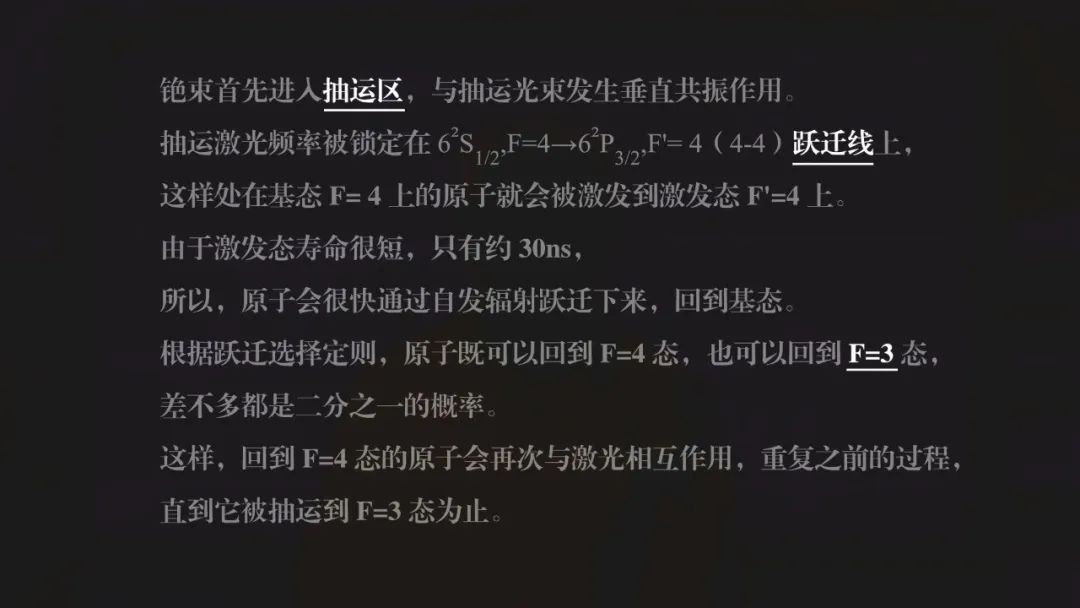 铯束首先进入抽运区，与抽运光束发生垂直共振作用。
抽运激光频率被锁定在 6²S₁/₂,F=4→6²P₃/₂,F'= 4（4-4）跃迁线上，
这样处在基态 F= 4 上的原子就会被激发到激发态 F'=4 上。
由于激发态寿命很短，只有约 30ns，
所以，原子会很快通过自发辐射跃迁下来，回到基态。
根据跃迁选择定则，原子既可以回到 F=4 态，也可以回到 F=3 态，
差不多都是二分之一的概率。
这样，回到 F=4 态的原子会再次与激光相互作用，重复之前的过程，
直到它被抽运到 F=3 态为止。